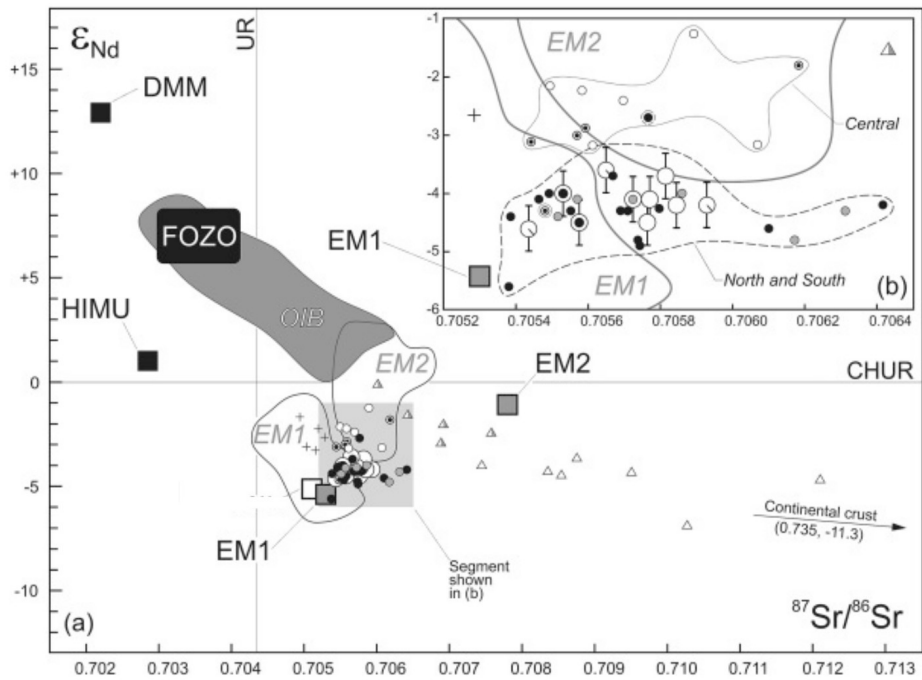 εNd
UR
+15
+10
+5
0
-5
-10
DMM
FOZO
HIMU
OIB
EM2
EM1
EM2
CHUR
EM1
Segment
shown
in (b)
Continental crust
(0.735, -11.3)
(a)
87Sr/86Sr
0.702 0.703 0.704 0.705 0.706 0.707 0.708 0.709 0.710 0.711 0.712 0.713
-1
-2
-3
-4
-5
-6
EM2
Central
EM1
North and South
EM1
(b)
0.7052 0.7054 0.7056 0.7058 0.7060 0.7062 0.7064